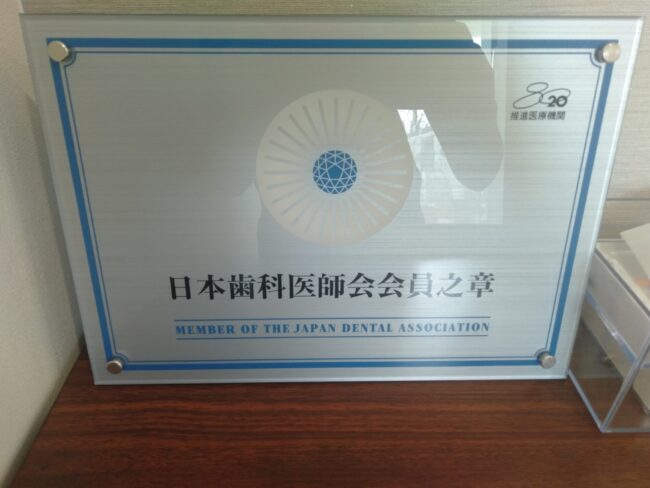 8020
推進医療機関
日本歯科医師会会員之章
MEMBER OF THE JAPAN DENTAL ASSOCIATION